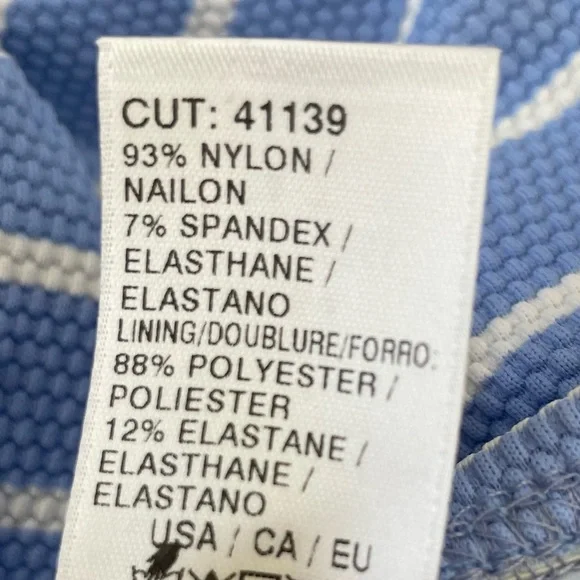 CUT: 41139
93% NYLON /
NAILON
7% SPANDEX /
ELASTHANE /
ELASTANO
LINING/DOUBLURE/FORRO:
88% POLYESTER /
POLIESTER
12% ELASTANE /
ELASTHANE /
ELASTANO
USA / CA / EU